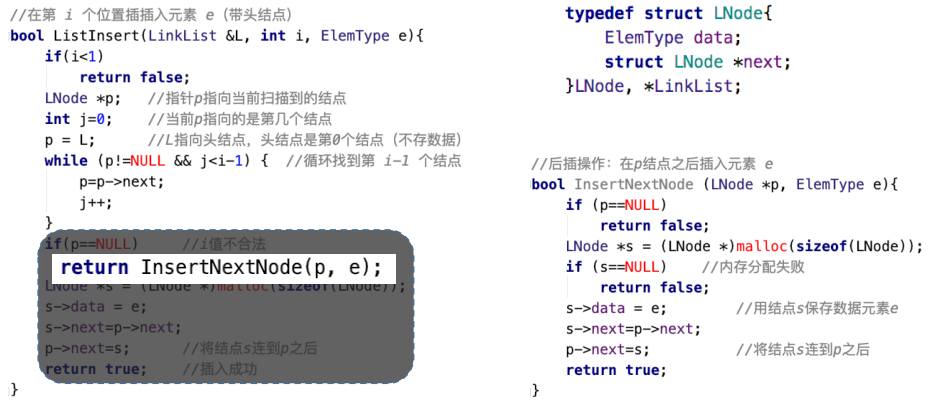 //在第 i 个位置插插入元素 e（带头结点）
bool ListInsert(LinkList &L, int i, ElemType e){
if(i<1)
return false;
LNode *p; //指针p指向当前扫描到的结点
int j=0; //当前p指向的是第几个结点
p = L; //L指向头结点，头结点是第0个结点（不存数据）
while (p!=NULL && j<i-1) { //循环找到第 i-1 个结点
p=p->next;
j++;
}
if(p==NULL) //i值不合法
return InsertNextNode(p, e);
LNode *s = (LNode *)malloc(sizeof(LNode));
s->data = e;
s->next=p->next;
p->next=s; //将结点s连到p之后
return true; //插入成功
}
typedef struct LNode{
ElemType data;
struct LNode *next;
}LNode, *LinkList;
//后插操作：在p结点之后插入元素 e
bool InsertNextNode (LNode *p, ElemType e){
if (p==NULL)
return false;
LNode *s = (LNode *)malloc(sizeof(LNode));
if (s==NULL) //内存分配失败
return false;
s->data = e; //用结点s保存数据元素e
s->next=p->next;
p->next=s; //将结点s连到p之后
return true;
}